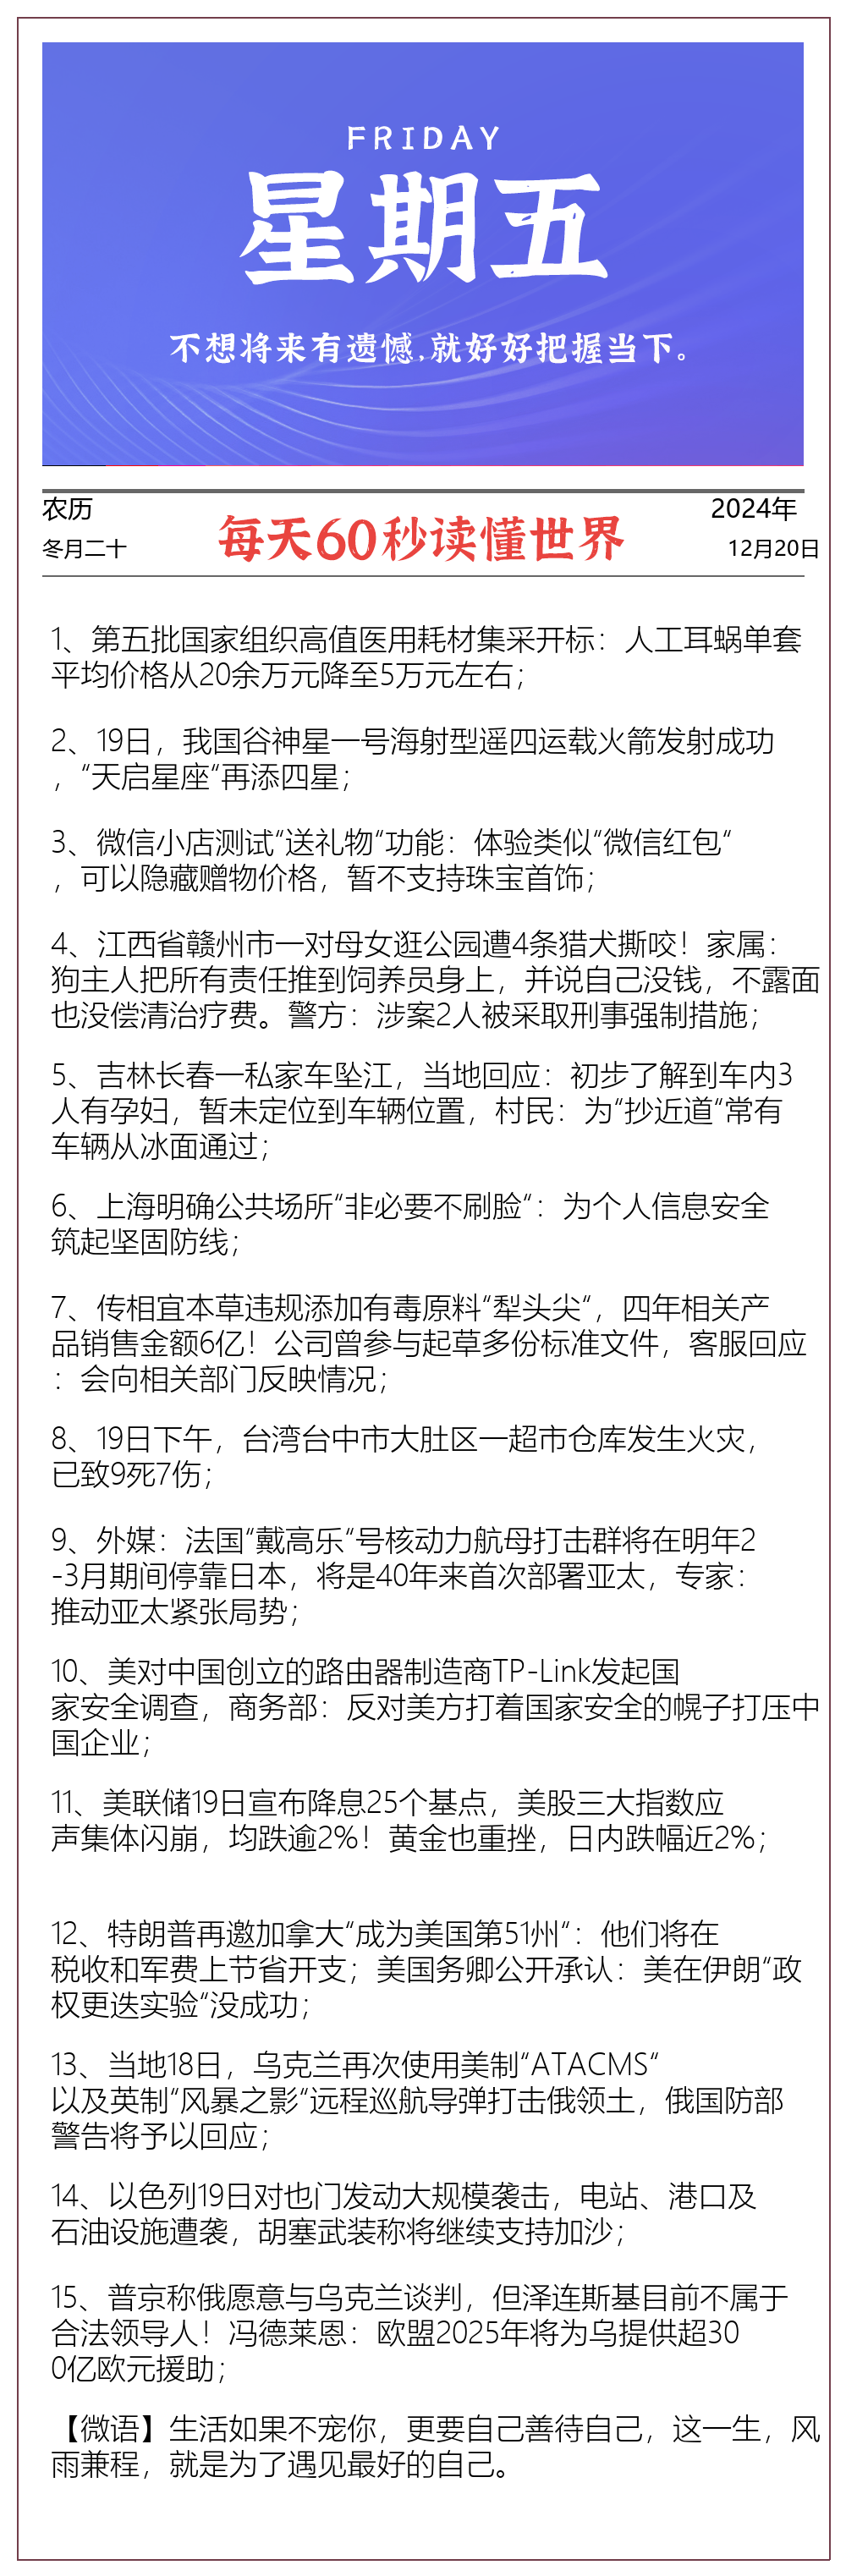 FRIDAY
星期五
不想将来有遗憾,就好好把握当下。
农历
2024年
每天60秒读懂世界
冬月二十
12月20日
1、第五批国家组织高值医用耗材集采开标：人工耳蜗单套
平均价格从20余万元降至5万元左右；
2、19日，我国谷神星一号海射型遥四运载火箭发射成功
，“天启星座“再添四星；
3、微信小店测试“送礼物“功能：体验类似“微信红包“
，可以隐藏赠物价格，暂不支持珠宝首饰；
4、江西省赣州市一对母女逛公园遭4条猎犬撕咬！家属：
狗主人把所有责任推到饲养员身上，并说自己没钱，不露面
也没偿清治疗费。警方：涉案2人被采取刑事强制措施；
5、吉林长春一私家车坠江，当地回应：初步了解到车内3
人有孕妇，暂未定位到车辆位置，村民：为“抄近道“常有
车辆从冰面通过；
6、上海明确公共场所“非必要不刷脸“：为个人信息安全
筑起坚固防线；
7、传相宜本草违规添加有毒原料“犁头尖“，四年相关产
品销售金额6亿！公司曾参与起草多份标准文件，客服回应
：会向相关部门反映情况；
8、19日下午，台湾台中市大肚区一超市仓库发生火灾，
已致9死7伤；
9、外媒：法国“戴高乐“号核动力航母打击群将在明年2
-3月期间停靠日本，将是40年来首次部署亚太，专家：
推动亚太紧张局势；
10、美对中国创立的路由器制造商TP-Link发起国
家安全调查，商务部：反对美方打着国家安全的幌子打压中
国企业；
11、美联储19日宣布降息25个基点，美股三大指数应
声集体闪崩，均跌逾2%！黄金也重挫，日内跌幅近2%；
12、特朗普再邀加拿大“成为美国第51州“：他们将在
税收和军费上节省开支；美国务卿公开承认：美在伊朗“政
权更迭实验“没成功；
13、当地18日，乌克兰再次使用美制“ATACMS“
以及英制“风暴之影“远程巡航导弹打击俄领土，俄国防部
警告将予以回应；
14、以色列19日对也门发动大规模袭击，电站、港口及
石油设施遭袭，胡塞武装称将继续支持加沙；
15、普京称俄愿意与乌克兰谈判，但泽连斯基目前不属于
合法领导人！冯德莱恩：欧盟2025年将为乌提供超30
0亿欧元援助；
【微语】生活如果不宠你，更要自己善待自己，这一生，风
雨兼程，就是为了遇见最好的自己。